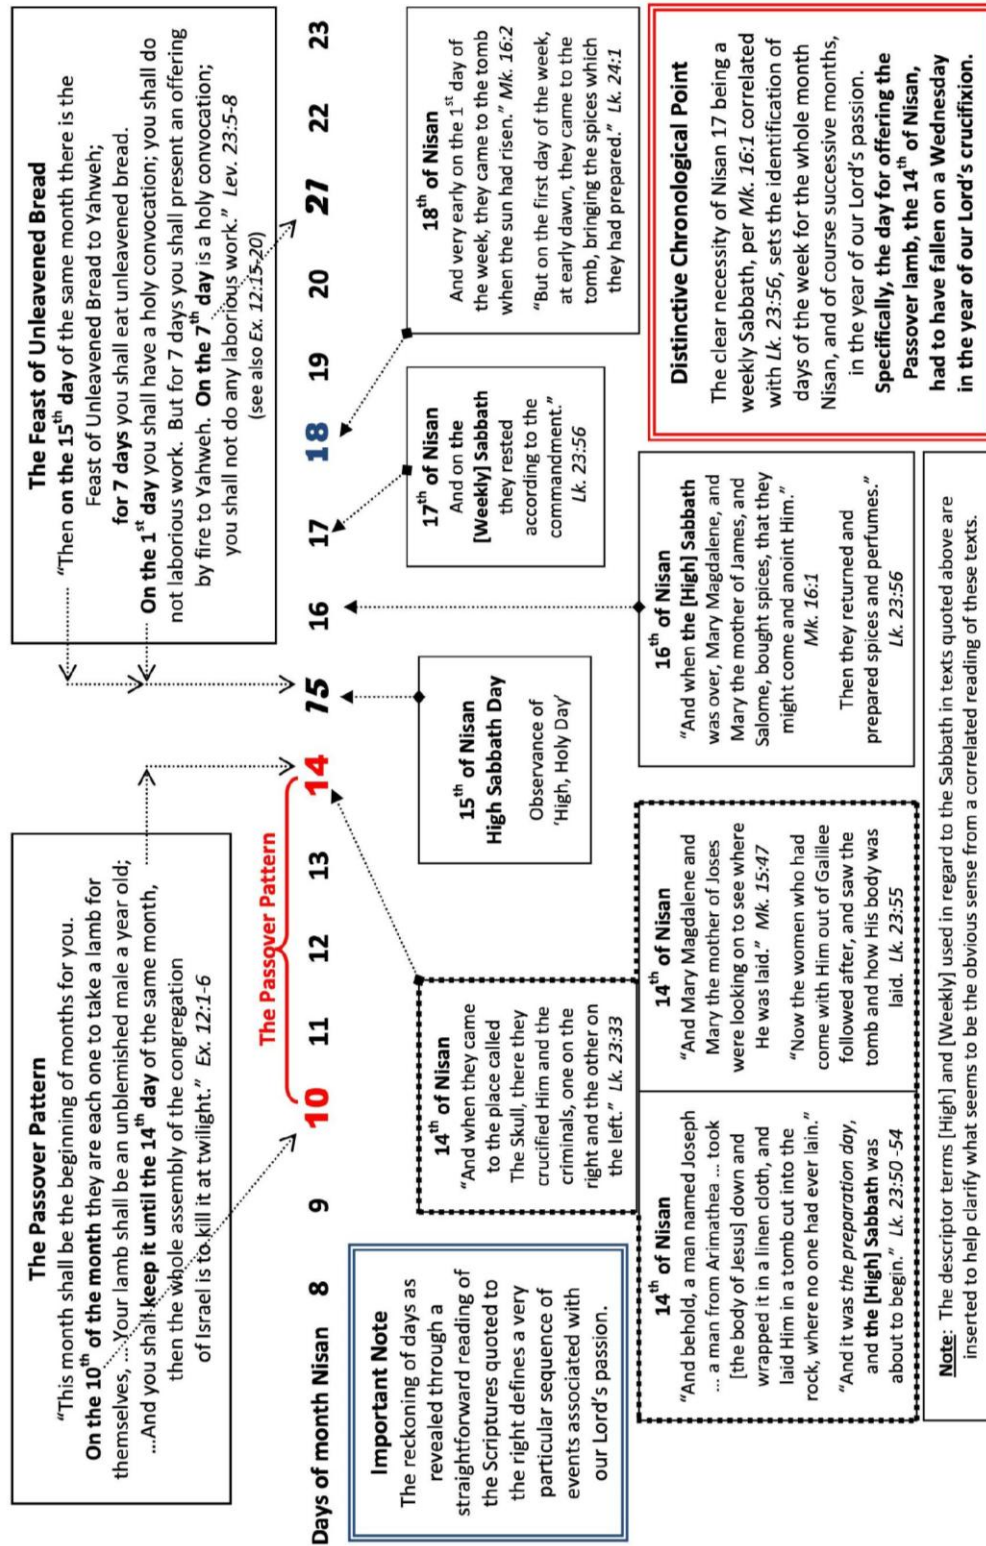 The Passover Pattern
"This month shall be the beginning of months for you.
On the 10th of the month they are each one to take a lamb for
themselves, ... Your lamb shall be an unblemished male a year old;
...And you shall keep it until the 14th day of the same month,
then the whole assembly of the congregation
of Israel is to kill it at twilight." Ex. 12:1-6
The Feast of Unleavened Bread
"Then on the 15th day of the same month there is the
Feast of Unleavened Bread to Yahweh;
for 7 days you shall eat unleavened bread.
On the 1st day you shall have a holy convocation; you shall do
not laborious work. But for 7 days you shall present an offering
by fire to Yahweh. On the 7th day is a holy convocation;
you shall not do any laborious work." Lev. 23:5-8
(see also Ex. 12:15-20)
The Passover Pattern
Days of month Nisan 8 9 10 11 12 13 14 15 16 17 18 19 20 27 22 23
Important Note
The reckoning of days as
revealed through a
straightforward reading of
the Scriptures quoted to
the right defines a very
particular sequence of
events associated with
our Lord's passion.
14th of Nisan
"And when they came
to the place called
The Skull, there they
crucified Him and the
criminals, one on the
right and the other on
the left." Lk. 23:33
15th of Nisan
High Sabbath Day
Observance of
'High, Holy Day'
17th of Nisan
And on the
[Weekly] Sabbath
they rested
according to the
commandment."
Lk. 23:56
18th of Nisan
And very early on the 1st day of
the week, they came to the tomb
when the sun had risen." Mk. 16:2
"But on the first day of the week,
at early dawn, they came to the
tomb, bringing the spices which
they had prepared." Lk. 24:1
14th of Nisan
"And behold, a man named Joseph
... a man from Arimathea ... took
[the body of Jesus] down and
wrapped it in a linen cloth, and
laid Him in a tomb cut into the
rock, where no one had ever lain."
"And it was the preparation day,
and the [High] Sabbath was
about to begin." Lk. 23:50 -54
14th of Nisan
"And Mary Magdalene and
Mary the mother of Joses
were looking on to see where
He was laid." Mk. 15:47
"Now the women who had
come with Him out of Galilee
followed after, and saw the
tomb and how His body was
laid. Lk. 23:55
16th of Nisan
"And when the [High] Sabbath
was over, Mary Magdalene, and
Mary the mother of James, and
Salome, bought spices, that they
might come and anoint Him."
Mk. 16:1
Then they returned and
prepared spices and perfumes."
Lk. 23:56
Distinctive Chronological Point
The clear necessity of Nisan 17 being a
weekly Sabbath, per Mk. 16:1 correlated
with Lk. 23:56, sets the identification of
days of the week for the whole month
Nisan, and of course successive months,
in the year of our Lord's passion.
Specifically, the day for offering the
Passover lamb, the 14th of Nisan,
had to have fallen on a Wednesday
in the year of our Lord's crucifixion.
Note: The descriptor terms [High] and [Weekly] used in regard to the Sabbath in texts quoted above are
inserted to help clarify what seems to be the obvious sense from a correlated reading of these texts.